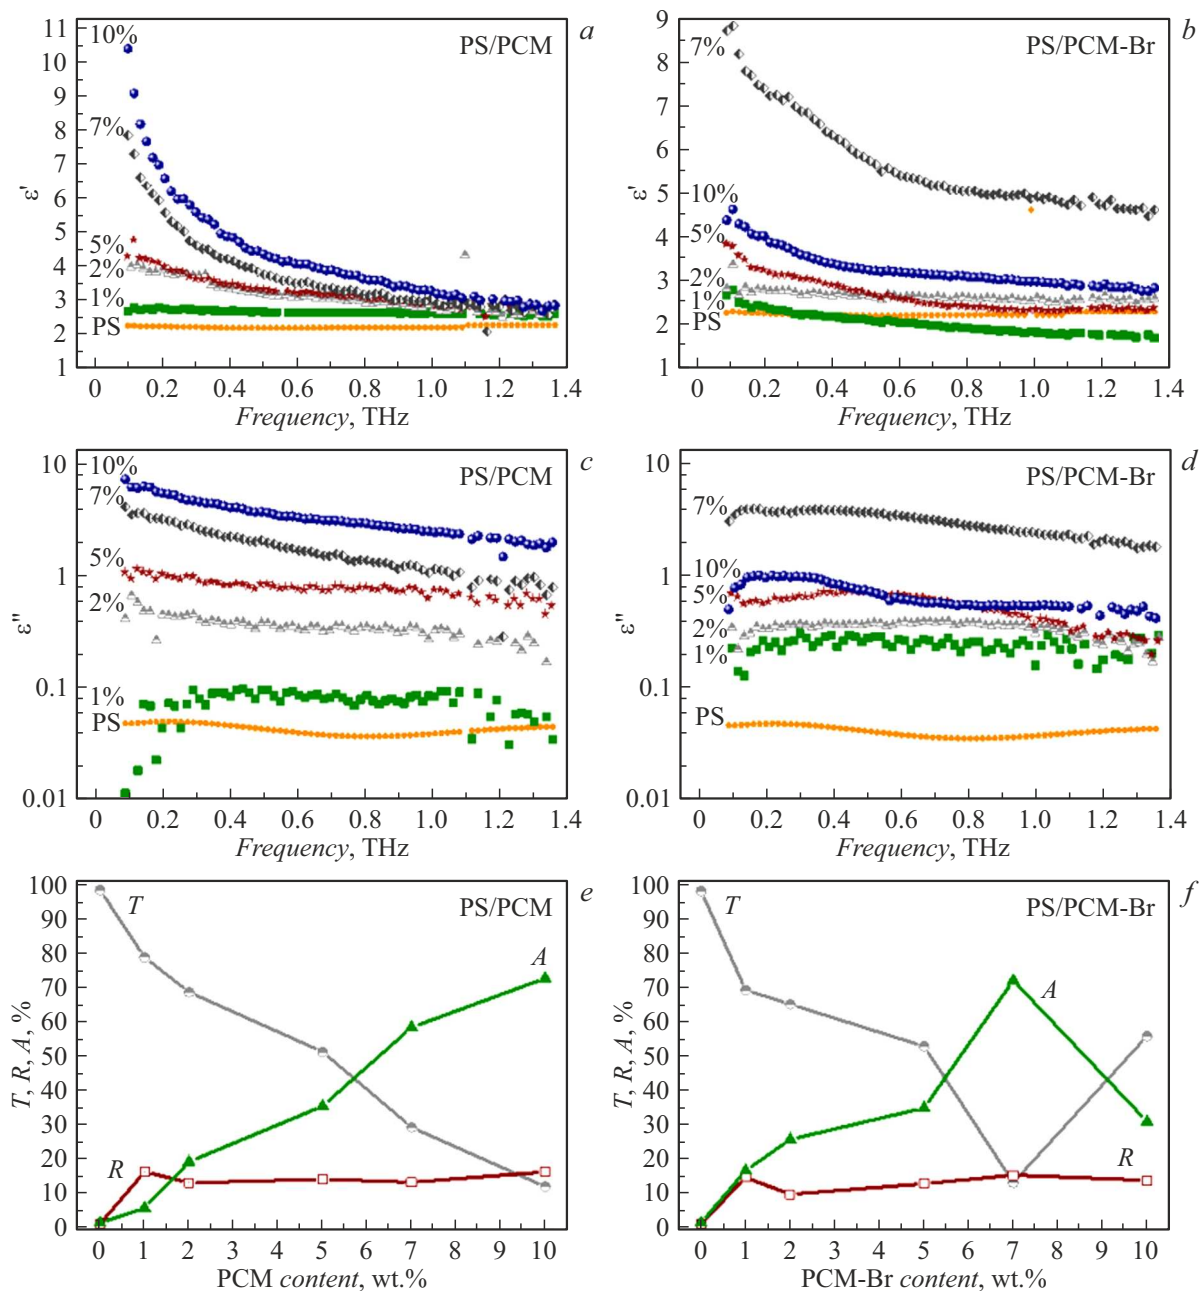 a
PS/PCM
10%
7%
5%
2%
1%
PS
ε'
11
10
9
8
7
6
5
4
3
2
1
0 0.2 0.4 0.6 0.8 1.0 1.2 1.4
Frequency, THz
b
PS/PCM-Br
7%
10%
5%
2%
1%
PS
ε'
9
8
7
6
5
4
3
2
1
0 0.2 0.4 0.6 0.8 1.0 1.2 1.4
Frequency, THz
c
PS/PCM
10%
7%
5%
2%
1%
PS
ε"
10
1
0.1
0.01
0 0.2 0.4 0.6 0.8 1.0 1.2 1.4
Frequency, THz
d
PS/PCM-Br
7%
10%
5%
2%
1%
PS
ε"
10
1
0.1
0.01
0 0.2 0.4 0.6 0.8 1.0 1.2 1.4
Frequency, THz
e
PS/PCM
T
A
R
T, R, A, %
100
90
80
70
60
50
40
30
20
10
0
0 1 2 3 4 5 6 7 8 9 10
PCM content, wt.%
f
PS/PCM-Br
T
A
R
T, R, A, %
100
90
80
70
60
50
40
30
20
10
0
0 1 2 3 4 5 6 7 8 9 10
PCM-Br content, wt.%